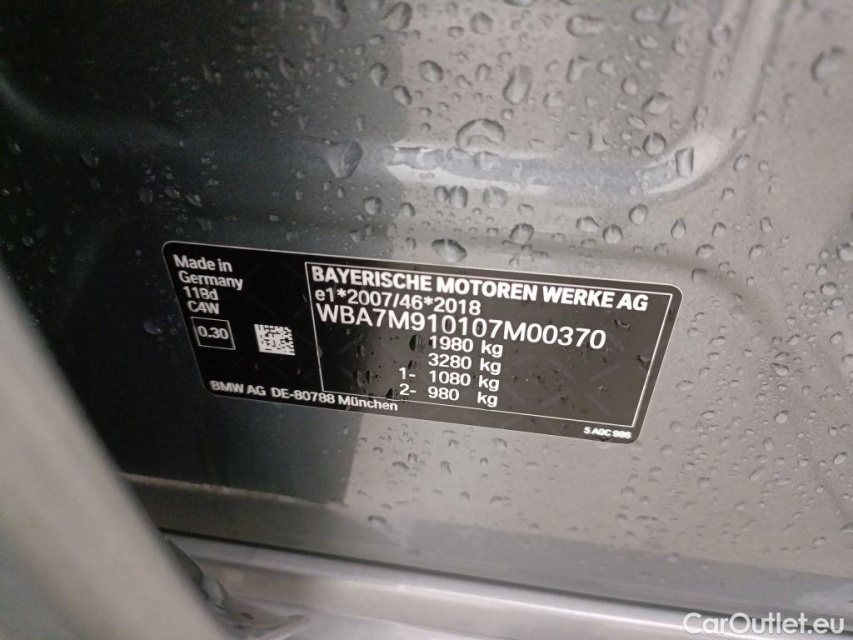 Made in
Germany
118d
C4W
0.30
BMW AG DE-80788 München
BAYERISCHE MOTOREN WERKE AG
e1*2007/46*2018
WBA7M910107M00370
1980 kg
3280 kg
1- 1080 kg
2- 980 kg
5 A0C 986
CarOutlet.eu